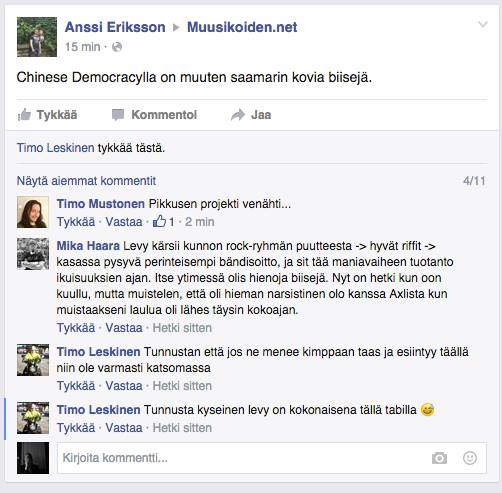 Anssi Eriksson ▶ Muusikoiden.net
15 min ·
Chinese Democracylla on muuten saamarin kovia biisejä.
Tykkää Kommentoi Jaa
Timo Leskinen tykkää tästä.
Näytä aiemmat kommentit 4/11
Timo Mustonen Pikkusen projekti venähti...
Tykkää · Vastaa · 1 · 2 min
Mika Haara Levy kärsii kunnon rock-ryhmän puutteesta -> hyvät riffit ->
kasassa pysyvä perinteisempi bändisoitto, ja sit tää maniavaiheen tuotanto
ikuisuuksien ajan. Itse ytimessä olis hienoja biisejä. Nyt on hetki kun oon
kuullu, mutta muistelen, että oli hieman narsistinen olo kanssa Axlista kun
muistaakseni laulua oli lähes täysin kokoajan.
Tykkää · Vastaa · Hetki sitten
Timo Leskinen Tunnustan että jos ne menee kimppaan taas ja esiintyy täällä
niin ole varmasti katsomassa
Tykkää · Vastaa · Hetki sitten
Timo Leskinen Tunnusta kyseinen levy on kokonaisena tällä tabilla 😅
Tykkää · Vastaa · Hetki sitten
Kirjoita kommentti...